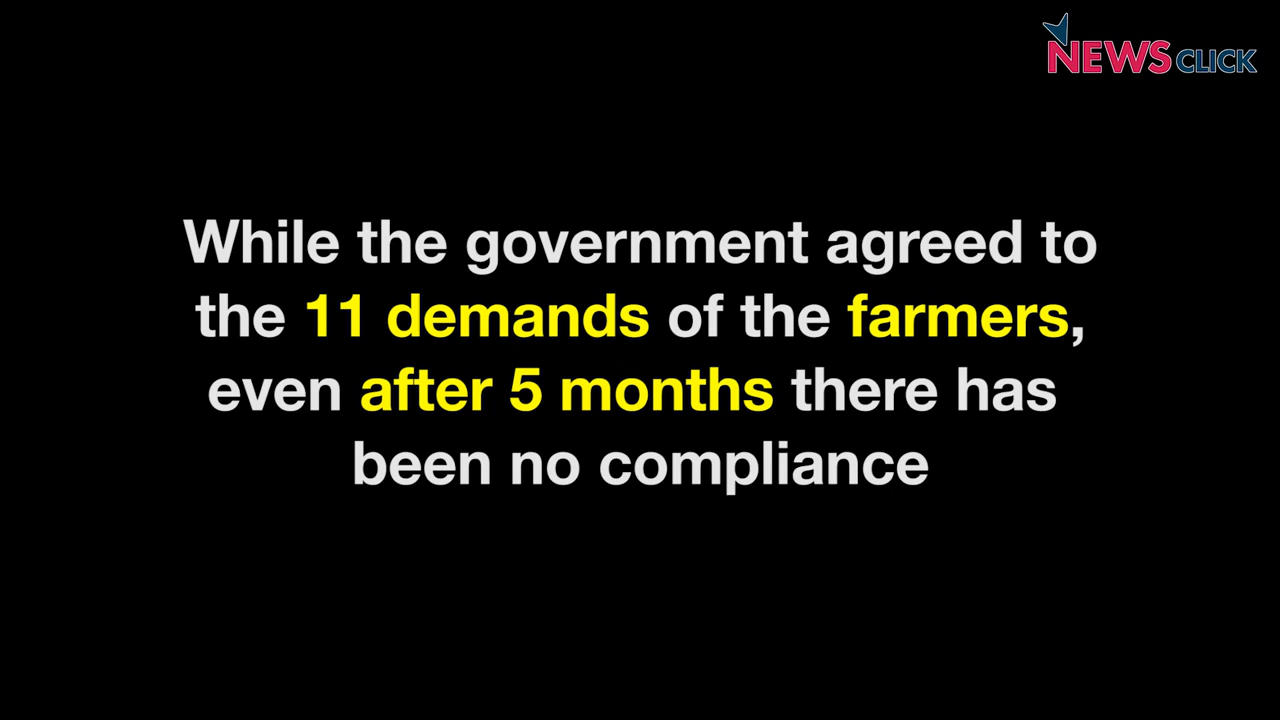 NEWSCLICK
While the government agreed to
the 11 demands of the farmers,
even after 5 months there has
been no compliance